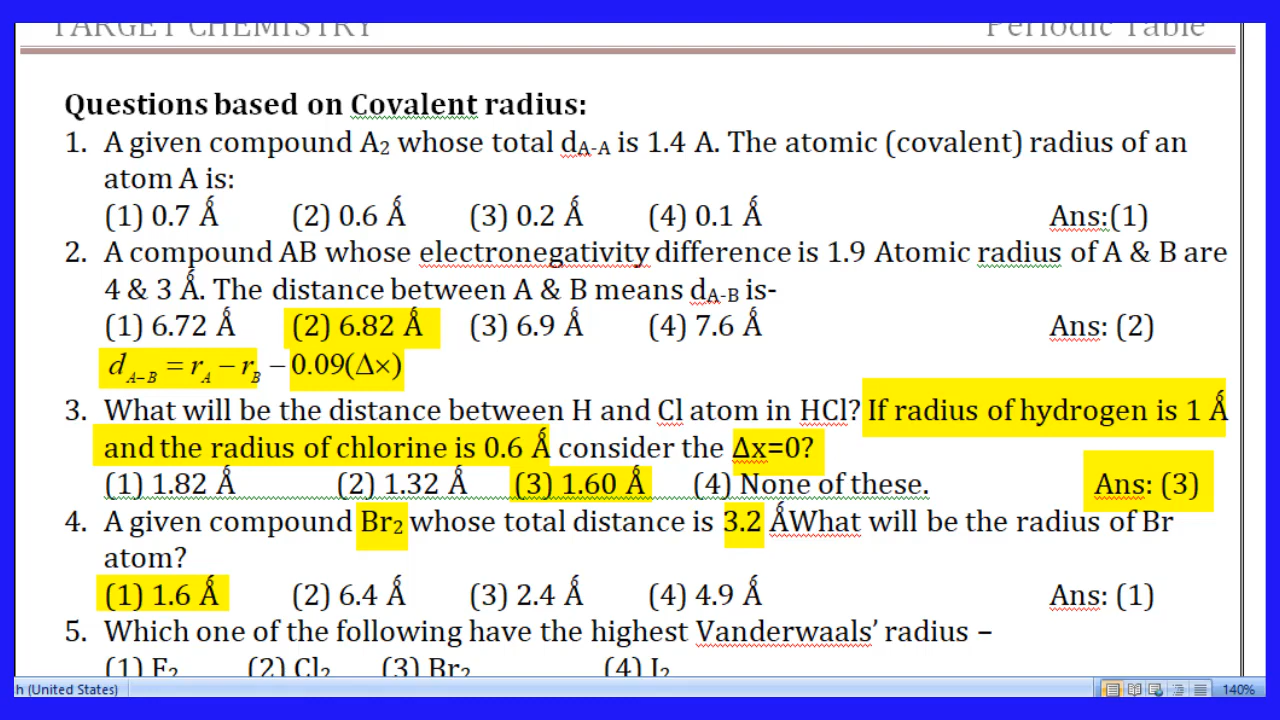 TARGET CHEMISTRY Periodic Table
Questions based on Covalent radius:
1. A given compound A₂ whose total dA-A is 1.4 A. The atomic (covalent) radius of an
atom A is:
(1) 0.7 Ǻ (2) 0.6 Ǻ (3) 0.2 Ǻ (4) 0.1 Ǻ Ans:(1)
2. A compound AB whose electronegativity difference is 1.9 Atomic radius of A & B are
4 & 3 Ǻ. The distance between A & B means dA-B is-
(1) 6.72 Ǻ (2) 6.82 Ǻ (3) 6.9 Ǻ (4) 7.6 Ǻ Ans: (2)
dA−B = rA − rB − 0.09(Δ×)
3. What will be the distance between H and Cl atom in HCl? If radius of hydrogen is 1 Ǻ
and the radius of chlorine is 0.6 Ǻ consider the Δx=0?
(1) 1.82 Ǻ (2) 1.32 Ǻ (3) 1.60 Ǻ (4) None of these. Ans: (3)
4. A given compound Br₂ whose total distance is 3.2 ǺWhat will be the radius of Br
atom?
(1) 1.6 Ǻ (2) 6.4 Ǻ (3) 2.4 Ǻ (4) 4.9 Ǻ Ans: (1)
5. Which one of the following have the highest Vanderwaals’ radius –
(1) F₂ (2) Cl₂ (3) Br₂ (4) I₂
h (United States) 140%